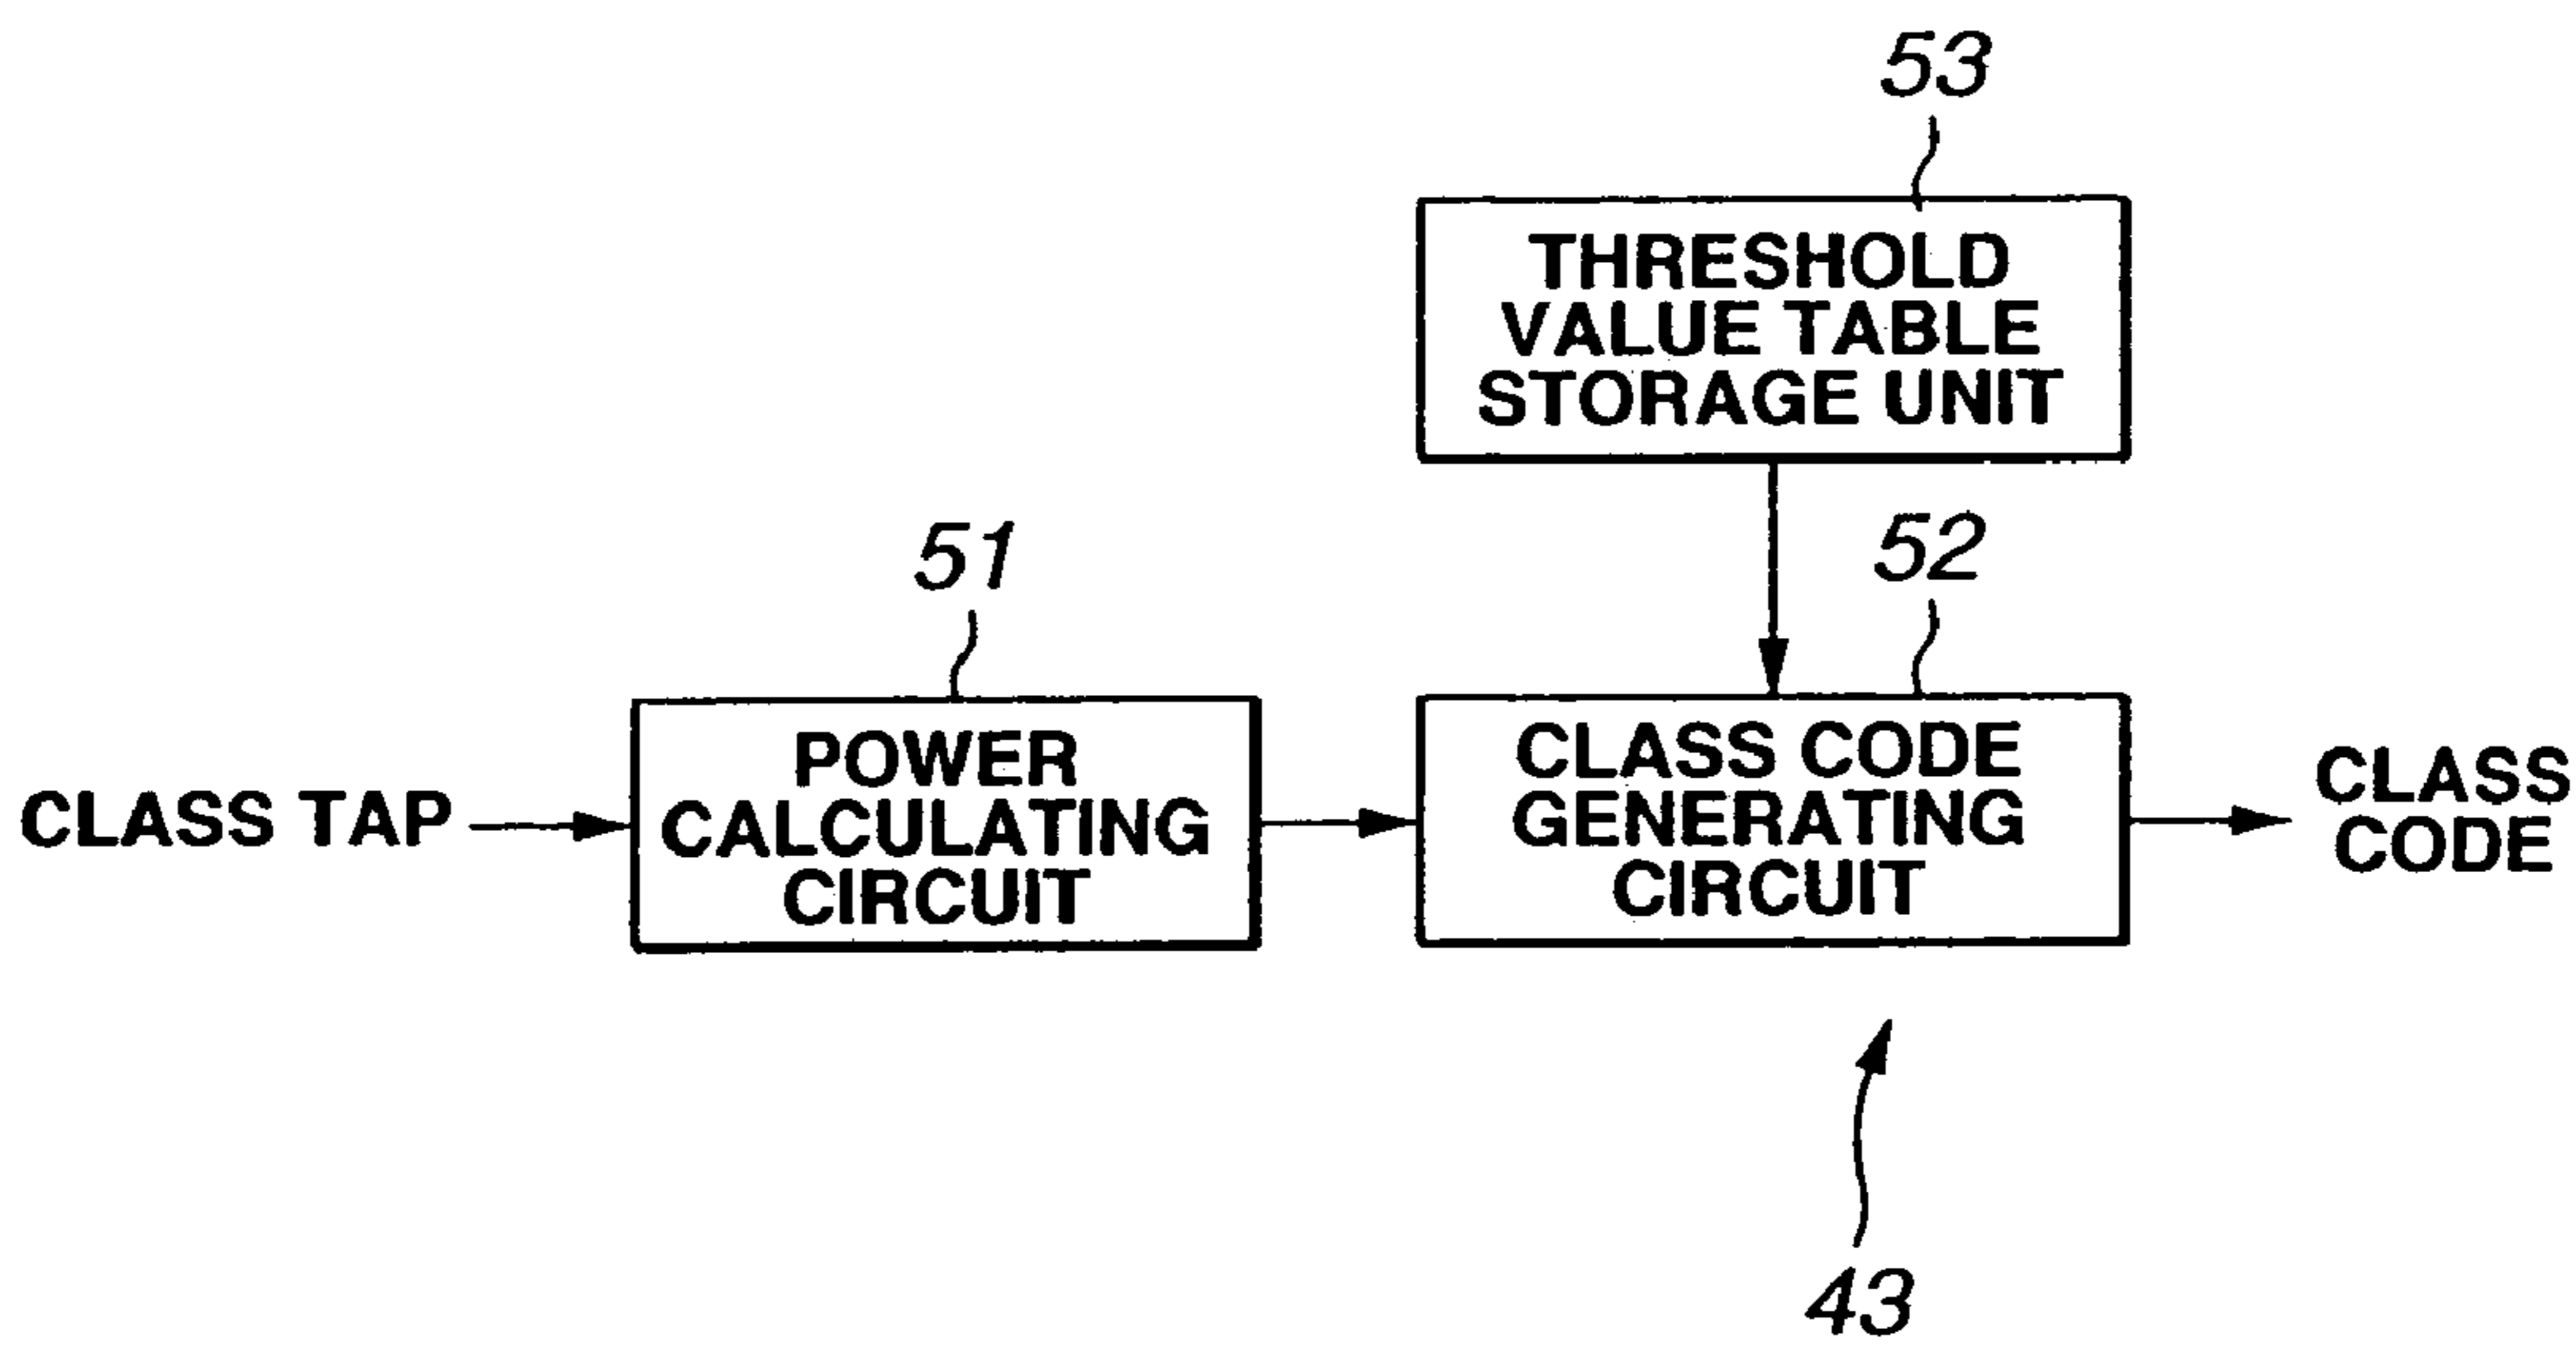 53
THRESHOLD
VALUE TABLE
STORAGE UNIT
51
52
CLASS TAP
POWER
CALCULATING
CIRCUIT
CLASS CODE
GENERATING
CIRCUIT
CLASS
CODE
43